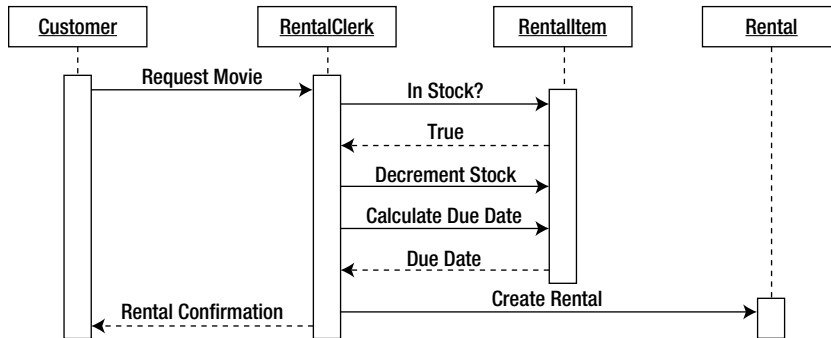 Customer
RentalClerk
RentalItem
Rental
Request Movie
In Stock?
True
Decrement Stock
Calculate Due Date
Due Date
Create Rental
Rental Confirmation